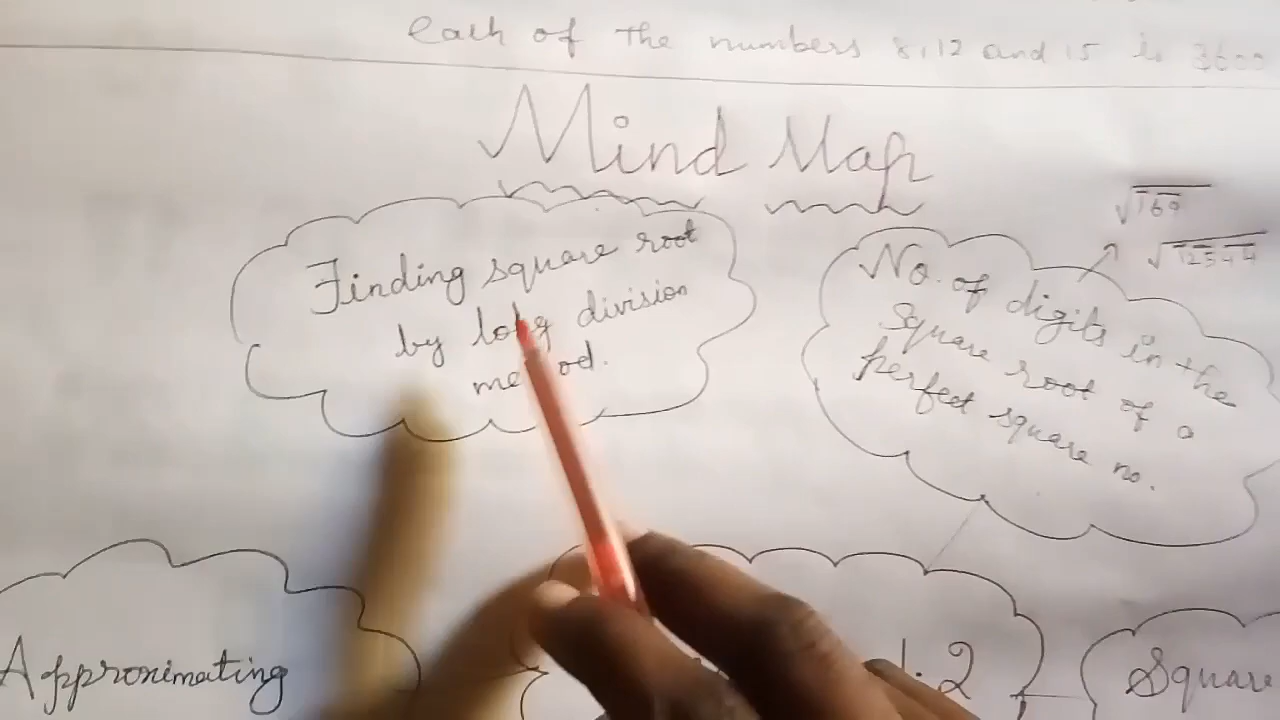 each of the numbers 8, 12 and 15 is 3600
Mind Map
Finding square root
by long division
method.
√169
√12544
No. of digits in the
square root of a
perfect square no.
Approximating
.2
Square